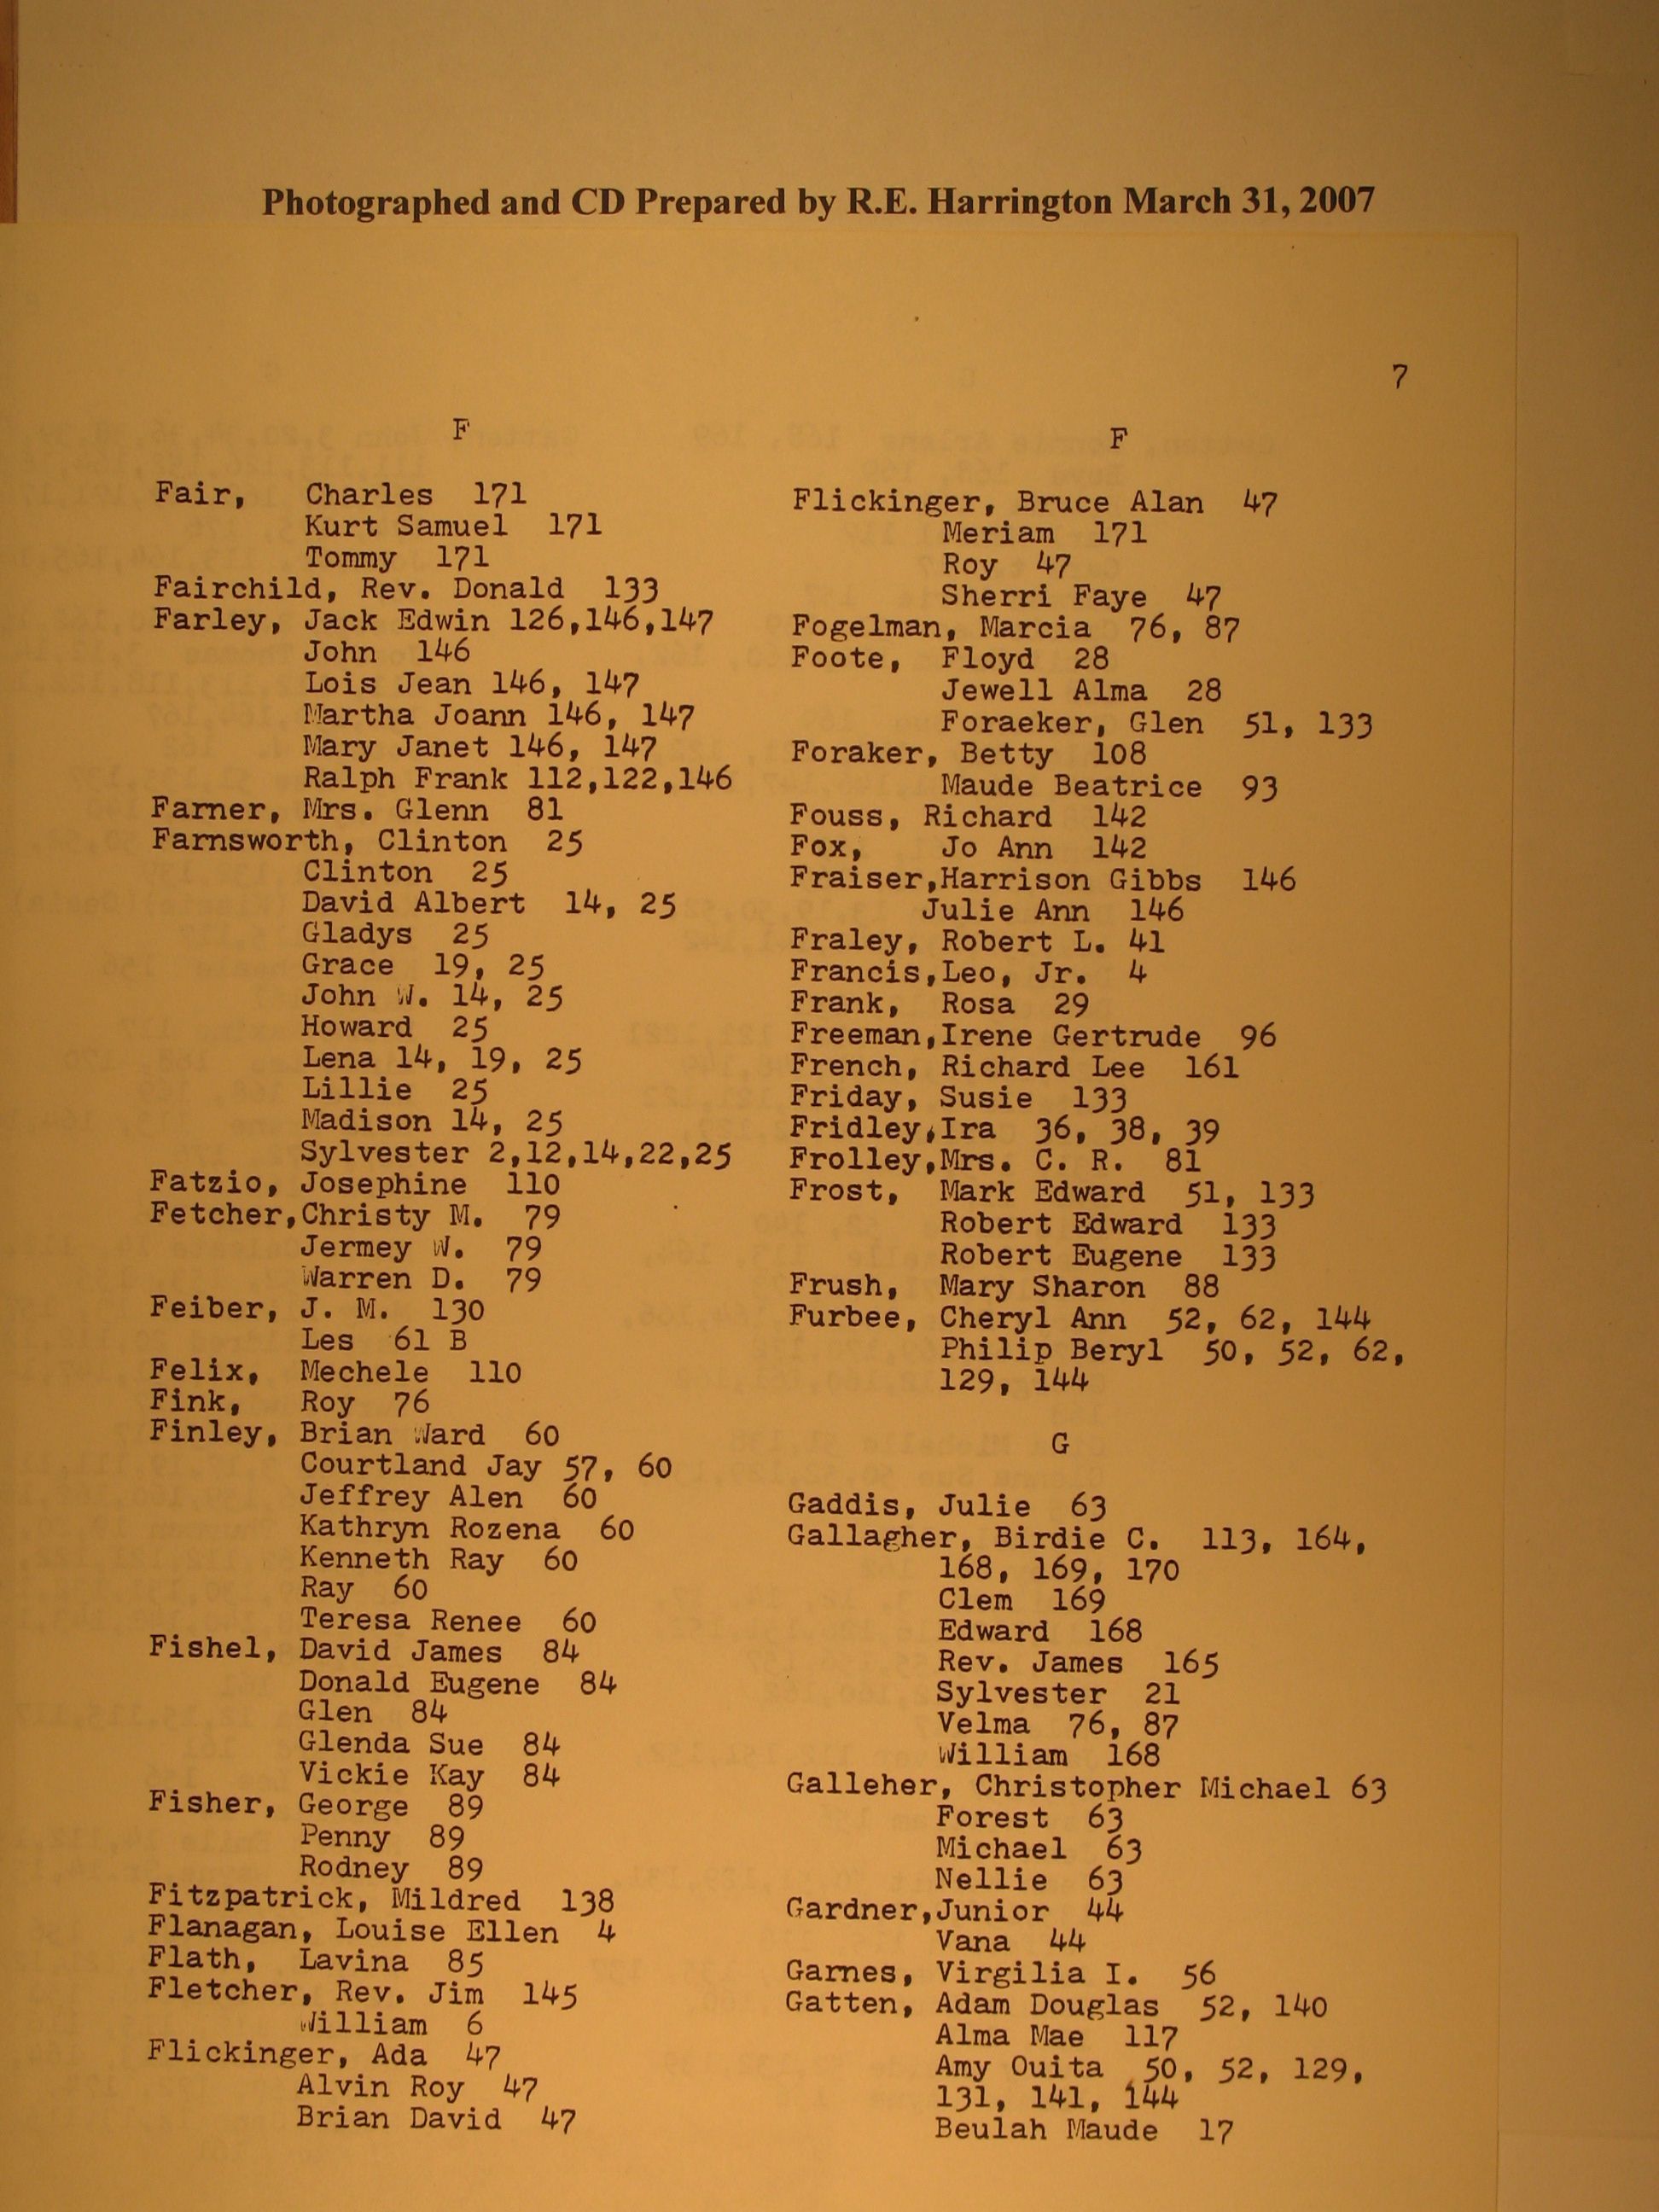 Photographed and CD Prepared by R.E. Harrington March 31, 2007
7
F
Fair, Charles 171
Kurt Samuel 171
Tommy 171
Fairchild, Rev. Donald 133
Farley, Jack Edwin 126,146,147
John 146
Lois Jean 146, 147
Martha Joann 146, 147
Mary Janet 146, 147
Ralph Frank 112,122,146
Farner, Mrs. Glenn 81
Farnsworth, Clinton 25
Clinton 25
David Albert 14, 25
Gladys 25
Grace 19, 25
John W. 14, 25
Howard 25
Lena 14, 19, 25
Lillie 25
Madison 14, 25
Sylvester 2,12,14,22,25
Fatzio, Josephine 110
Fetcher,Christy M. 79
Jermey W. 79
Warren D. 79
Feiber, J. M. 130
Les 61 B
Felix, Mechele 110
Fink, Roy 76
Finley, Brian Ward 60
Courtland Jay 57, 60
Jeffrey Alen 60
Kathryn Rozena 60
Kenneth Ray 60
Ray 60
Teresa Renee 60
Fishel, David James 84
Donald Eugene 84
Glen 84
Glenda Sue 84
Vickie Kay 84
Fisher, George 89
Penny 89
Rodney 89
Fitzpatrick, Mildred 138
Flanagan, Louise Ellen 4
Flath, Lavina 85
Fletcher, Rev. Jim 145
William 6
Flickinger, Ada 47
Alvin Roy 47
Brian David 47
F
Flickinger, Bruce Alan 47
Meriam 171
Roy 47
Sherri Faye 47
Fogelman, Marcia 76, 87
Foote, Floyd 28
Jewell Alma 28
Foraeker, Glen 51, 133
Foraker, Betty 108
Maude Beatrice 93
Fouss, Richard 142
Fox, Jo Ann 142
Fraiser,Harrison Gibbs 146
Julie Ann 146
Fraley, Robert L. 41
Francis,Leo, Jr. 4
Frank, Rosa 29
Freeman,Irene Gertrude 96
French, Richard Lee 161
Friday, Susie 133
Fridley,Ira 36, 38, 39
Frolley,Mrs. C. R. 81
Frost, Mark Edward 51, 133
Robert Edward 133
Robert Eugene 133
Frush, Mary Sharon 88
Furbee, Cheryl Ann 52, 62, 144
Philip Beryl 50, 52, 62,
129, 144
G
Gaddis, Julie 63
Gallagher, Birdie C. 113, 164,
168, 169, 170
Clem 169
Edward 168
Rev. James 165
Sylvester 21
Velma 76, 87
William 168
Galleher, Christopher Michael 63
Forest 63
Michael 63
Nellie 63
Gardner,Junior 44
Vana 44
Garnes, Virgilia I. 56
Gatten, Adam Douglas 52, 140
Alma Mae 117
Amy Ouita 50, 52, 129,
131, 141, 144
Beulah Maude 17